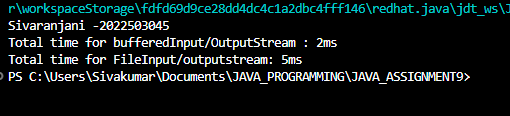 r\workspaceStorage\fdfd69d9ce28dd4dc4c1a2dbc4fff146\redhat.java\jdt_ws\J
Sivaranjani -2022503045
Total time for bufferedInput/OutputStream : 2ms
Total time for FileInput/outputstream: 5ms
PS C:\Users\Sivakumar\Documents\JAVA_PROGRAMMING\JAVA_ASSIGNMENT9>